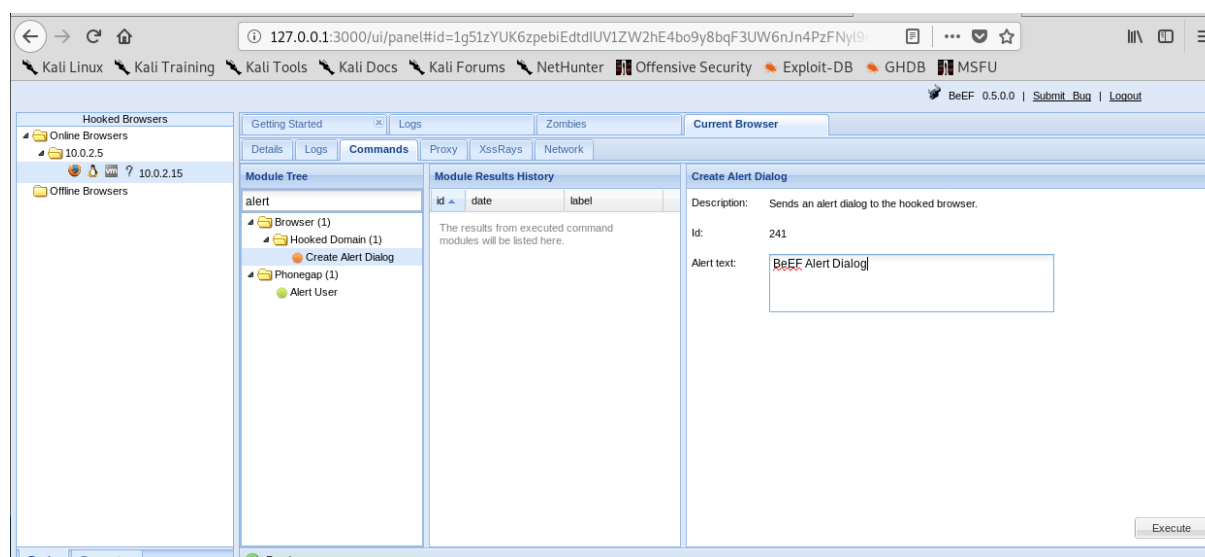 127.0.0.1:3000/ui/panel#id=1g51zYUK6zpebiEdtdIUV1ZW2hE4bo9y8bqF3UW6nJn4PzFNyl9
Kali Linux Kali Training Kali Tools Kali Docs Kali Forums NetHunter Offensive Security Exploit-DB GHDB MSFU
BeEF 0.5.0.0 | Submit Bug | Logout
Hooked Browsers
Online Browsers
10.0.2.5
? 10.0.2.15
Offline Browsers
Getting Started Logs Zombies Current Browser
Details Logs Commands Proxy XssRays Network
Module Tree
alert
Browser (1)
Hooked Domain (1)
Create Alert Dialog
Phonegap (1)
Alert User
Module Results History
id date label
The results from executed command
modules will be listed here.
Create Alert Dialog
Description: Sends an alert dialog to the hooked browser.
Id: 241
Alert text: BeEF Alert Dialog
Execute